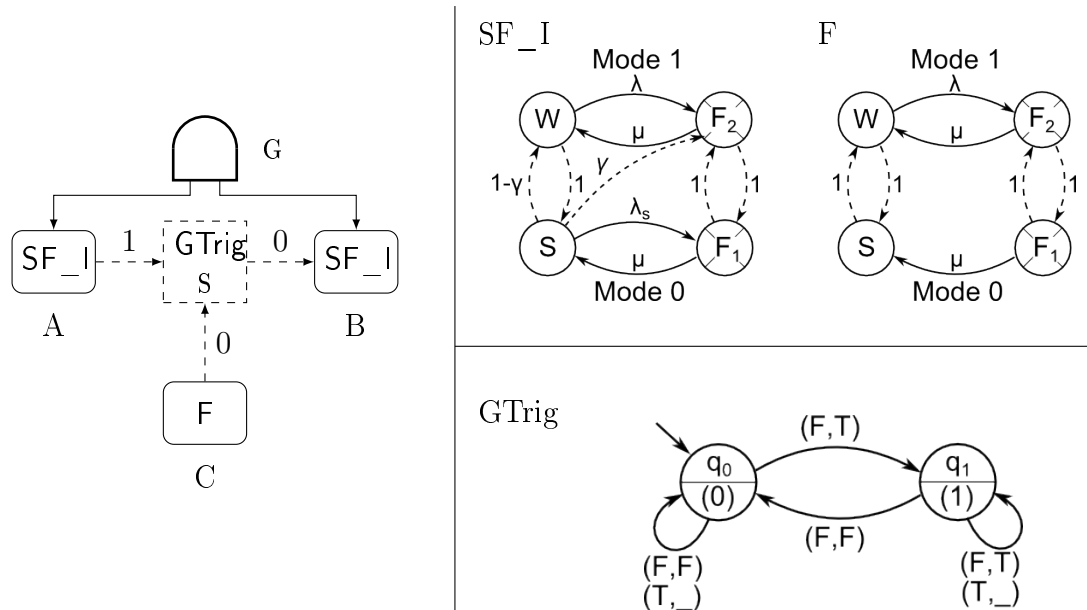 G
SF_I
1
GTrig
S
0
SF_I
A
B
0
F
C
SF_I
Mode 1
λ
W
F₂
μ
1-γ
1
γ
1
1
λₛ
S
F₁
μ
Mode 0
F
Mode 1
λ
W
F₂
μ
1
1
1
1
S
F₁
μ
Mode 0
GTrig
(F,T)
q₀
(0)
q₁
(1)
(F,F)
(F,F)
(T,_)
(F,T)
(T,_)